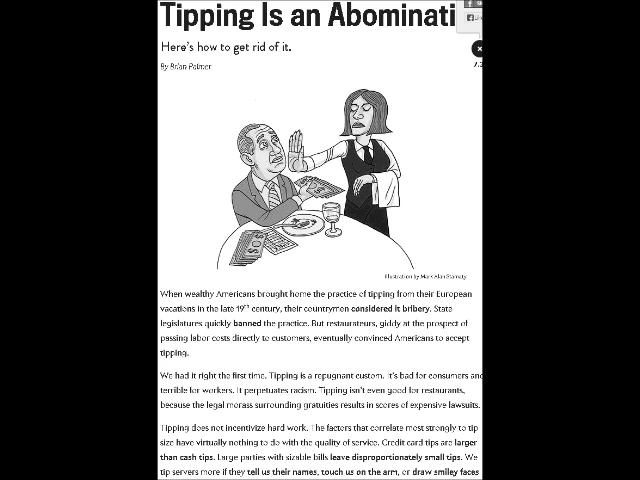 Tipping Is an Abominati
Here's how to get rid of it.
By Brian Palmer
Illustration by Mark Alan Stamaty
When wealthy Americans brought home the practice of tipping from their European
vacations in the late 19th century, their countrymen considered it bribery. State
legislatures quickly banned the practice. But restaurateurs, giddy at the prospect of
passing labor costs directly to customers, eventually convinced Americans to accept
tipping.
We had it right the first time. Tipping is a repugnant custom. It's bad for consumers and
terrible for workers. It perpetuates racism. Tipping isn't even good for restaurants,
because the legal morass surrounding gratuities results in scores of expensive lawsuits.
Tipping does not incentivize hard work. The factors that correlate most strongly to tip
size have virtually nothing to do with the quality of service. Credit card tips are larger
than cash tips. Large parties with sizable bills leave disproportionately small tips. We
tip servers more if they tell us their names, touch us on the arm, or draw smiley faces